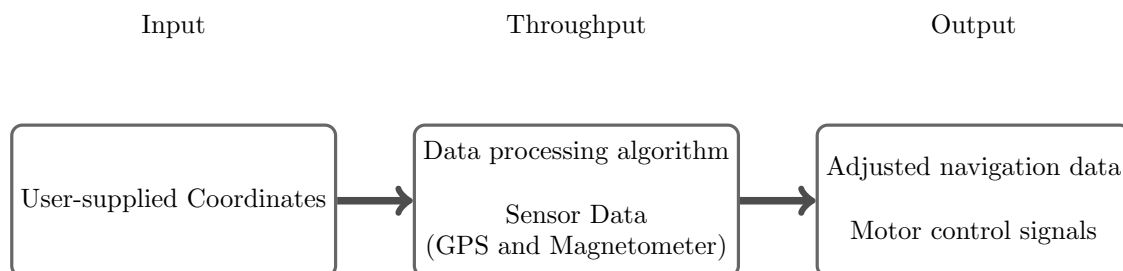 Input
Throughput
Output
User-supplied Coordinates
Data processing algorithm
Sensor Data
(GPS and Magnetometer)
Adjusted navigation data
Motor control signals